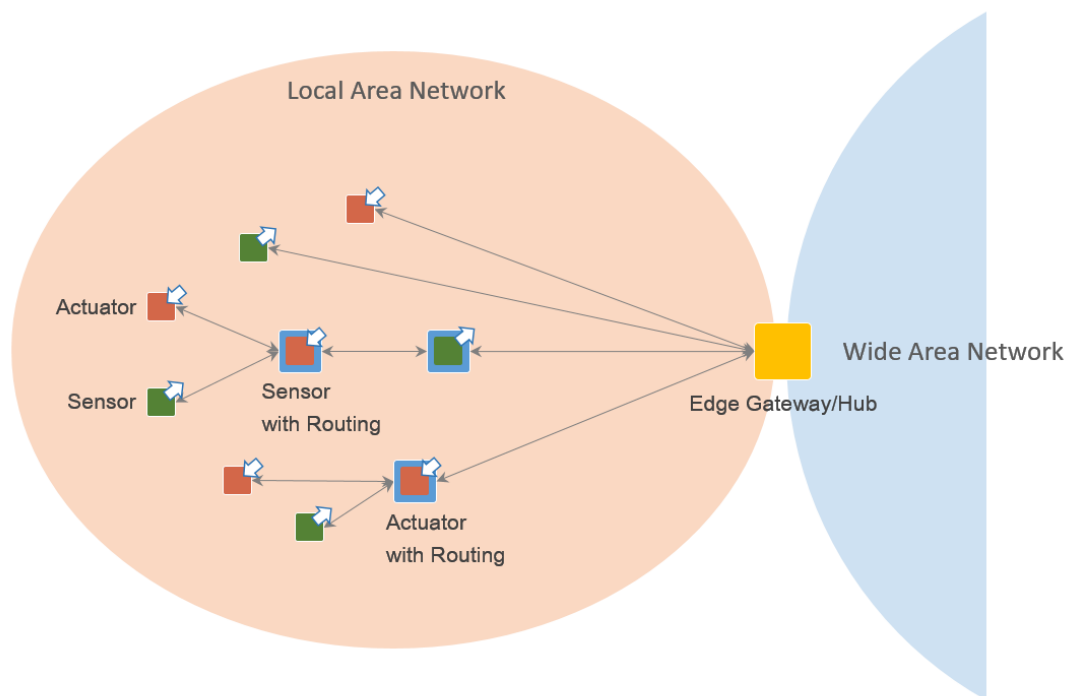 Local Area Network
Actuator
Sensor
Sensor
with Routing
Wide Area Network
Edge Gateway/Hub
Actuator
with Routing